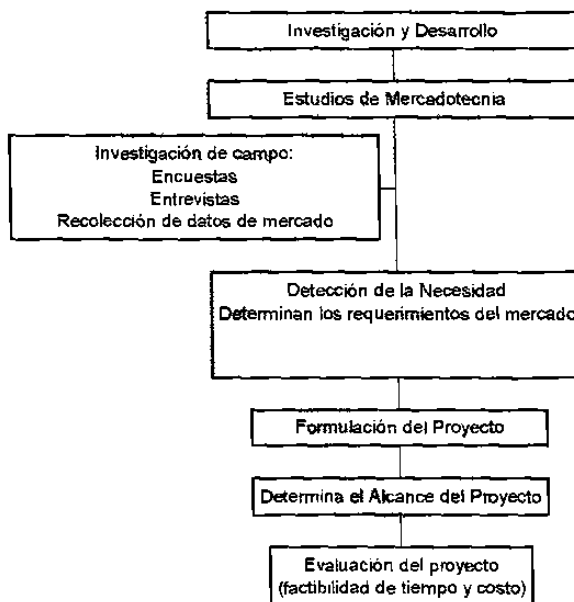 Investigación y Desarrollo
Estudios de Mercadotecnia
Investigación de campo:
Encuestas
Entrevistas
Recolección de datos de mercado
Detección de la Necesidad
Determinan los requerimientos del mercado
Formulación del Proyecto
Determina el Alcance del Proyecto
Evaluación del proyecto
(factibilidad de tiempo y costo)